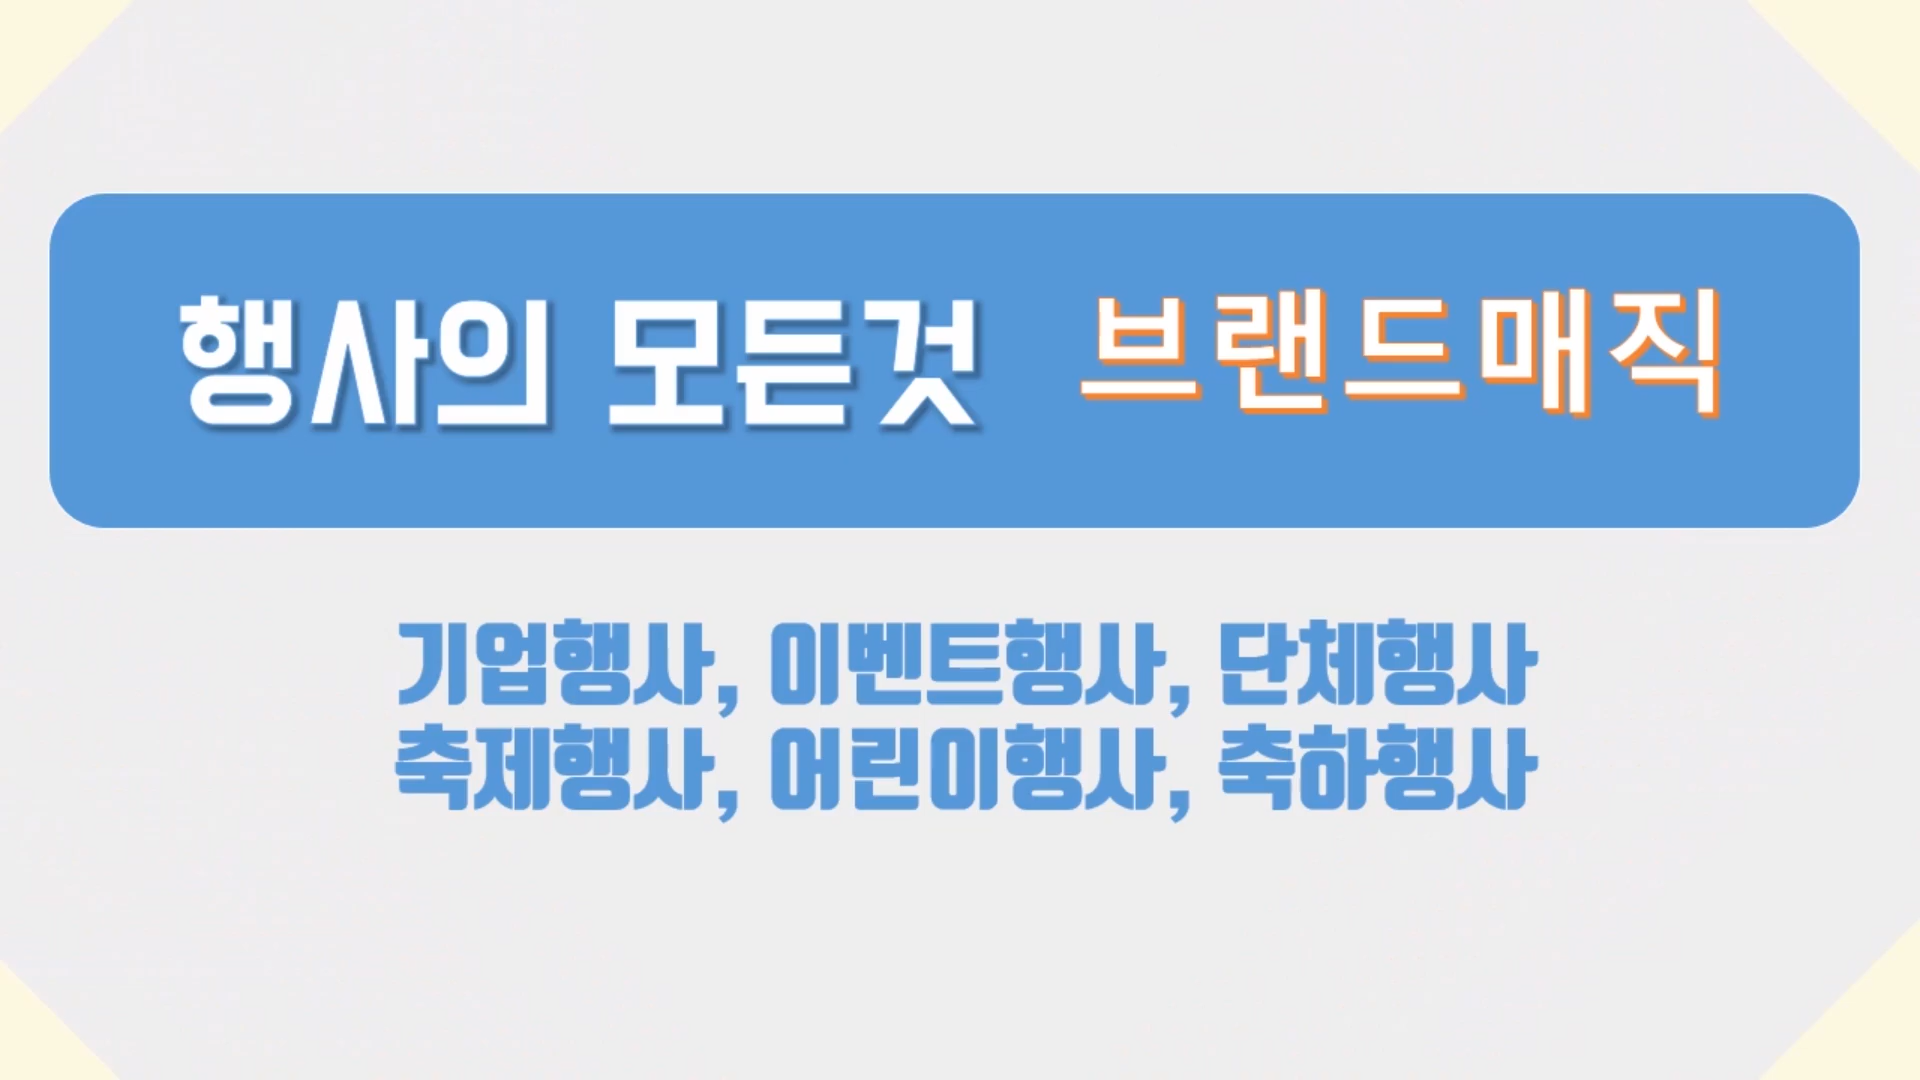 행사의 모든것 브랜드매직
기업행사, 이벤트행사, 단체행사
축제행사, 어린이행사, 축하행사